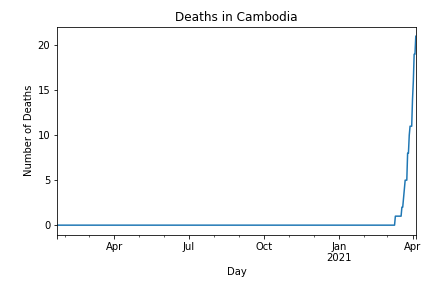 Deaths in Cambodia
20
15
10
5
0
Number of Deaths
Apr
Jul
Oct
Jan
2021
Apr
Day